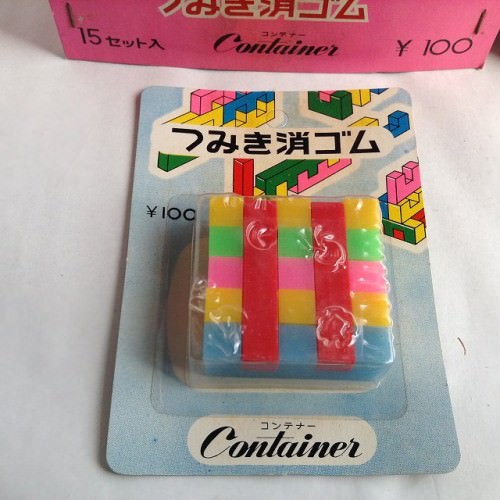 つみき消ゴム
15セット入
コンテナー
Container
￥100
つみき消ゴム
￥100
コンテナー
Container